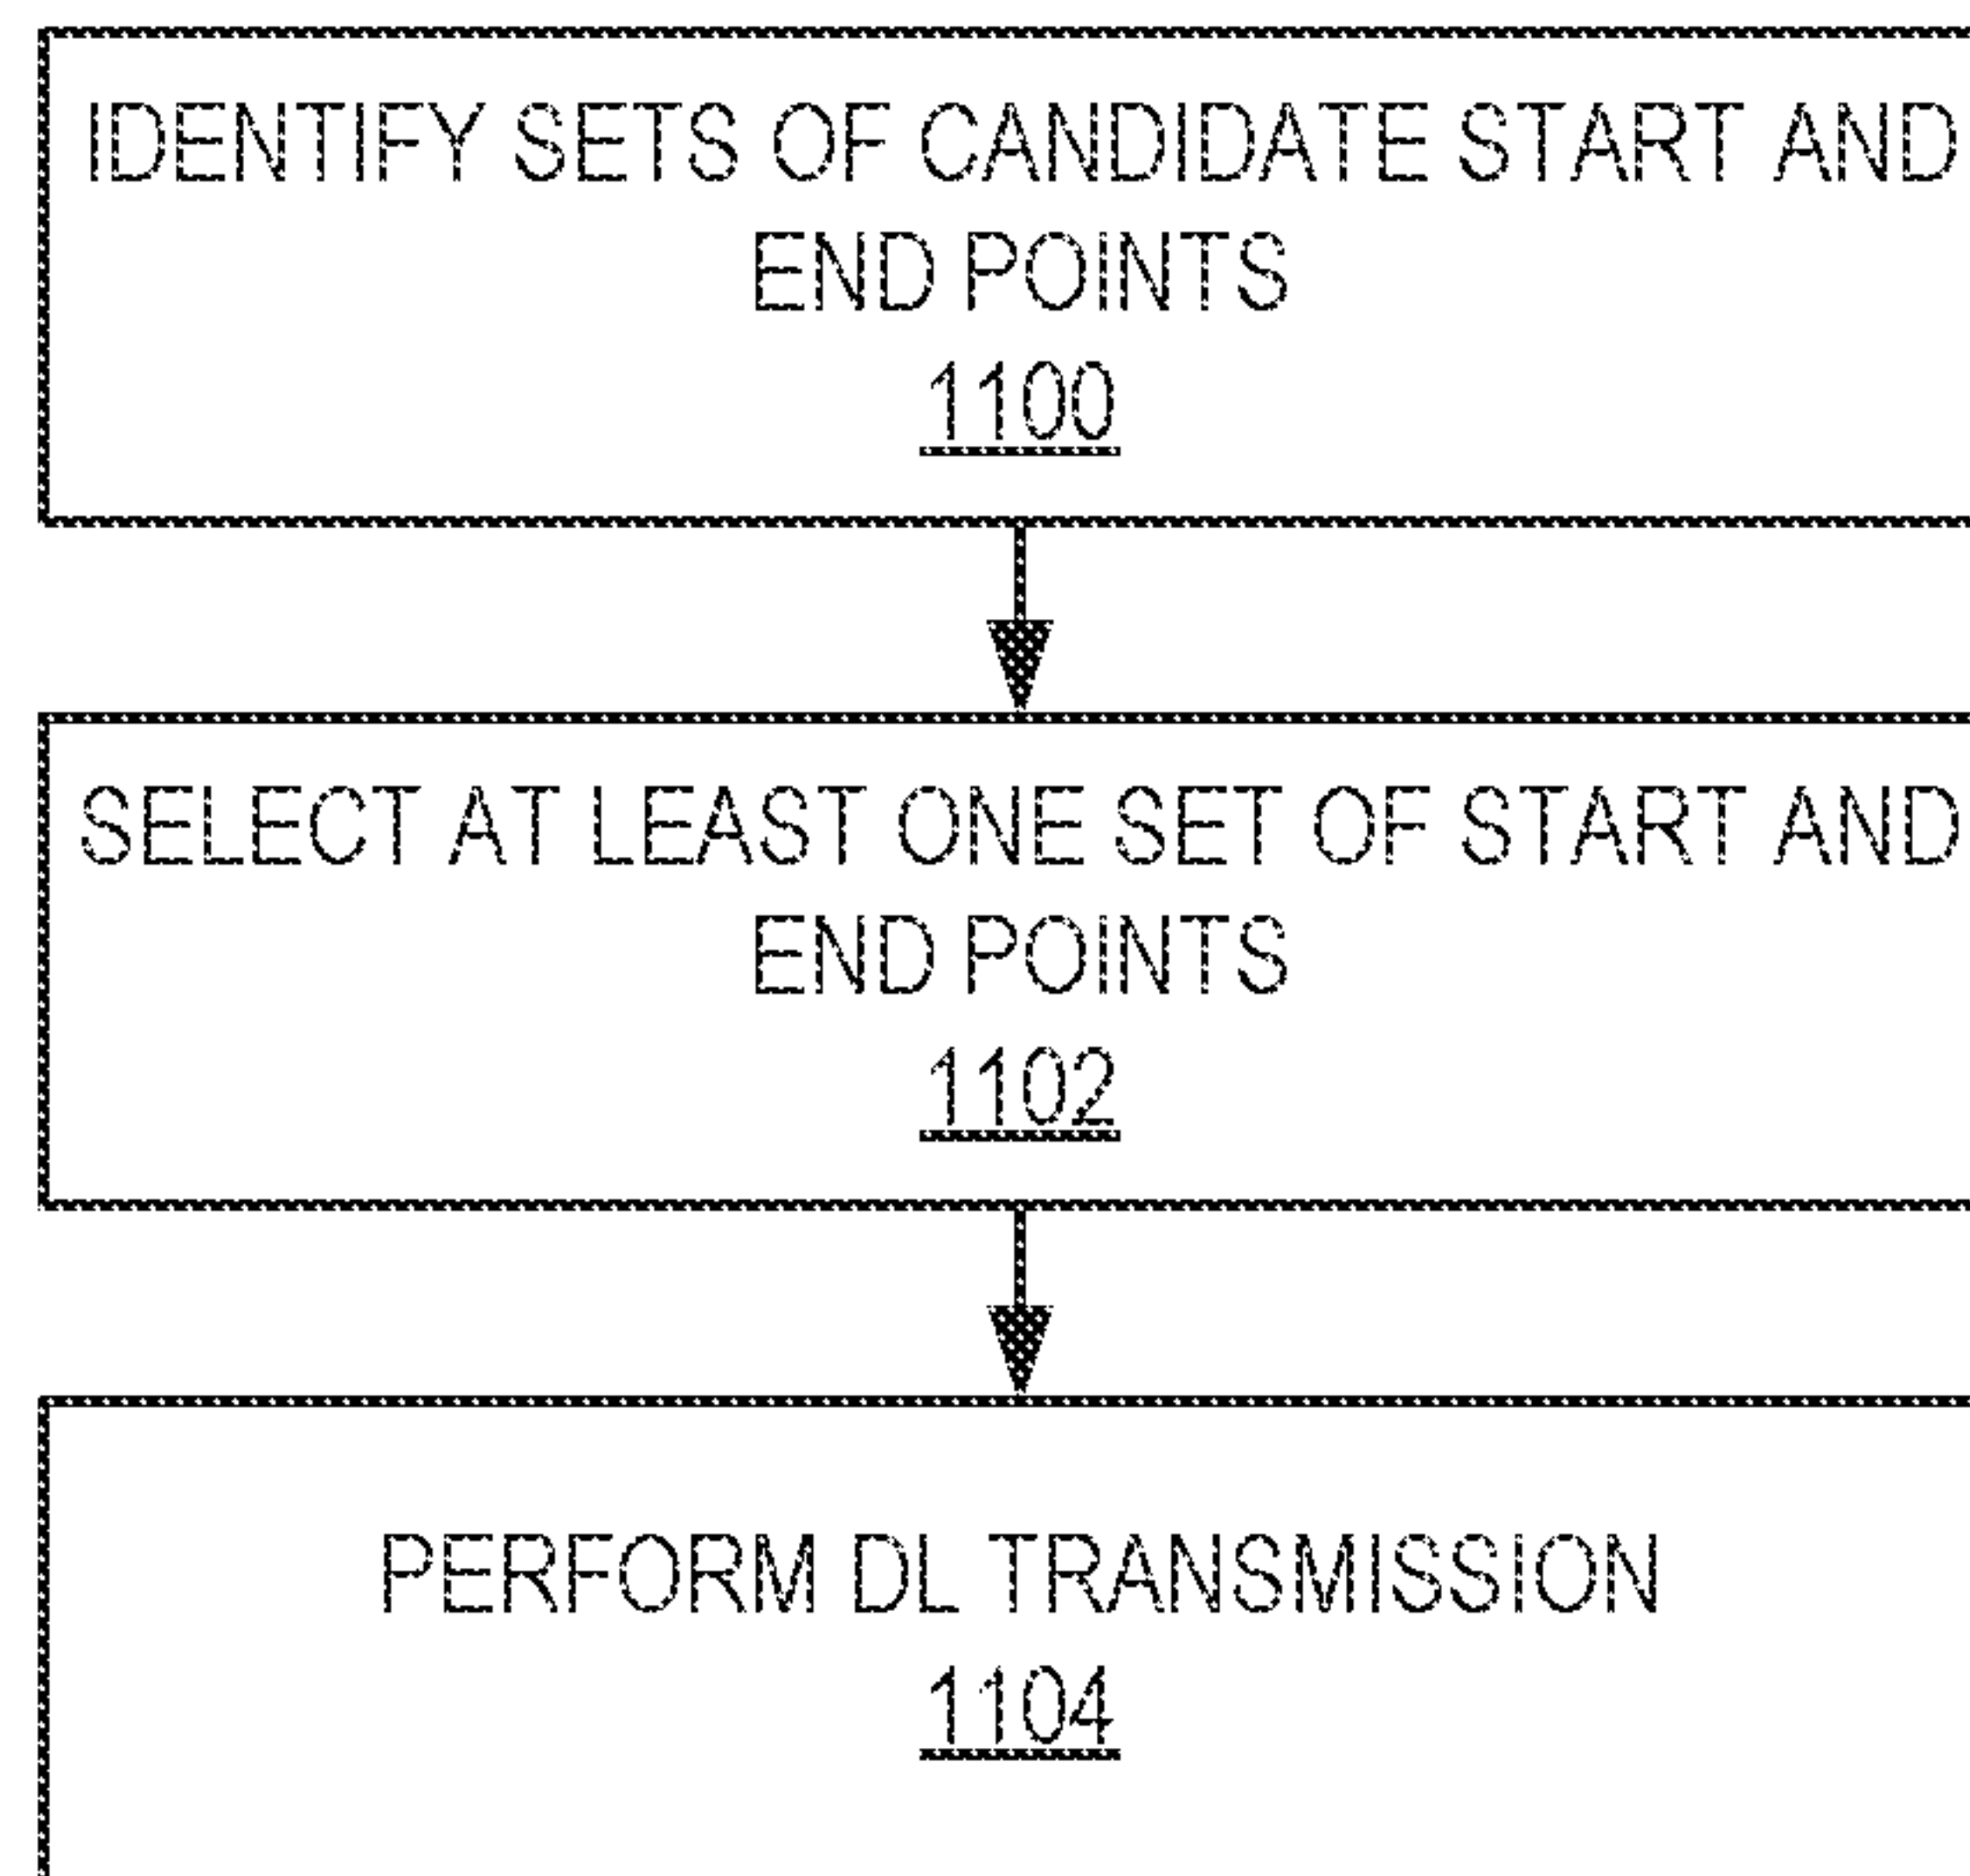 IDENTIFY SETS OF CANDIDATE START AND
END POINTS
1100
SELECT AT LEAST ONE SET OF START AND
END POINTS
1102
PERFORM DL TRANSMISSION
1104